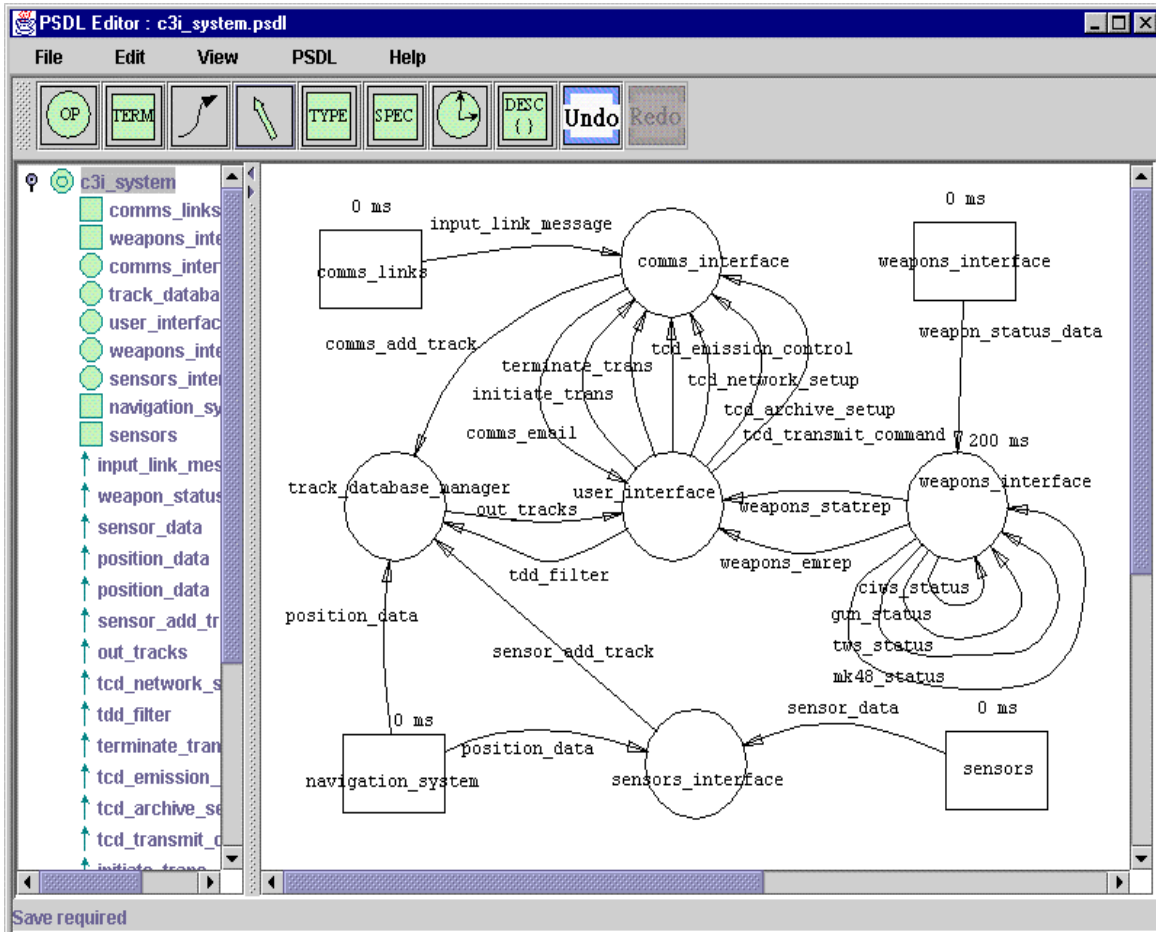 PSDL Editor : c3i_system.psdl
File Edit View PSDL Help
OP TERM TYPE SPEC DESC { } Undo Redo
c3i_system
comms_links
weapons_inte
comms_inter
track_databa
user_interfac
weapons_inte
sensors_inter
navigation_sy
sensors
input_link_mes
weapon_status
sensor_data
position_data
position_data
sensor_add_tr
out_tracks
tcd_network_s
tdd_filter
terminate_tran
tcd_emission_
tcd_archive_se
tcd_transmit_c
initiate_trans
0 ms
input_link_message
0 ms
comms_links
comms_interface
weapons_interface
weapon_status_data
comms_add_track
tcd_emission_control
terminate_trans
tcd_network_setup
initiate_trans
tcd_archive_setup
comms_email
tcd_transmit_command
200 ms
track_database_manager
user_interface
weapons_interface
out_tracks
weapons_statrep
tdd_filter
weapons_emrep
ciws_status
position_data
gun_status
sensor_add_track
tws_status
mk48_status
0 ms
sensor_data
0 ms
position_data
navigation_system
sensors_interface
sensors
Save required